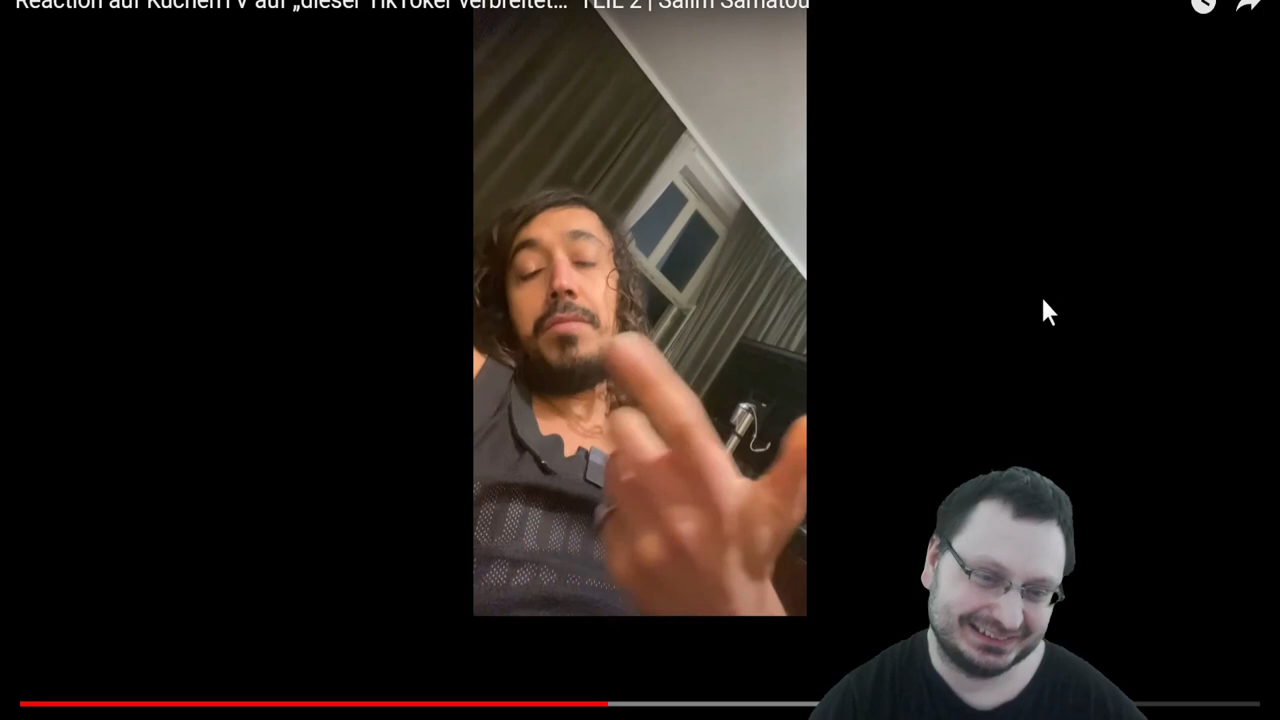 Reaction auf KuchenTV auf „dieser TikToker verbreitet...“ TEIL 2 | Salim Samatou